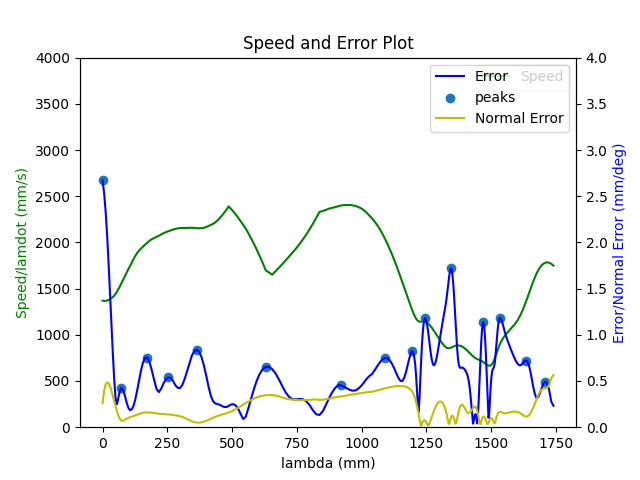 Speed and Error Plot
4000
3500
3000
2500
2000
1500
1000
500
0
Speed/lamdot (mm/s)
4.0
3.5
3.0
2.5
2.0
1.5
1.0
0.5
0.0
Error/Normal Error (mm/deg)
Speed
Error
peaks
Normal Error
0 250 500 750 1000 1250 1500 1750
lambda (mm)